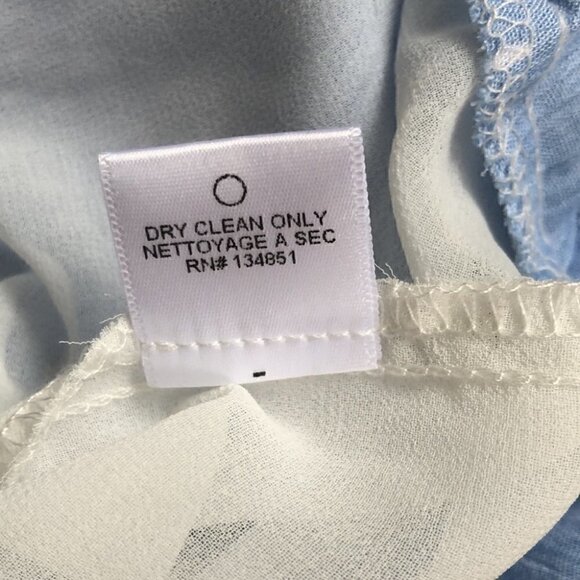 DRY CLEAN ONLY
NETTOYAGE A SEC
RN# 134851